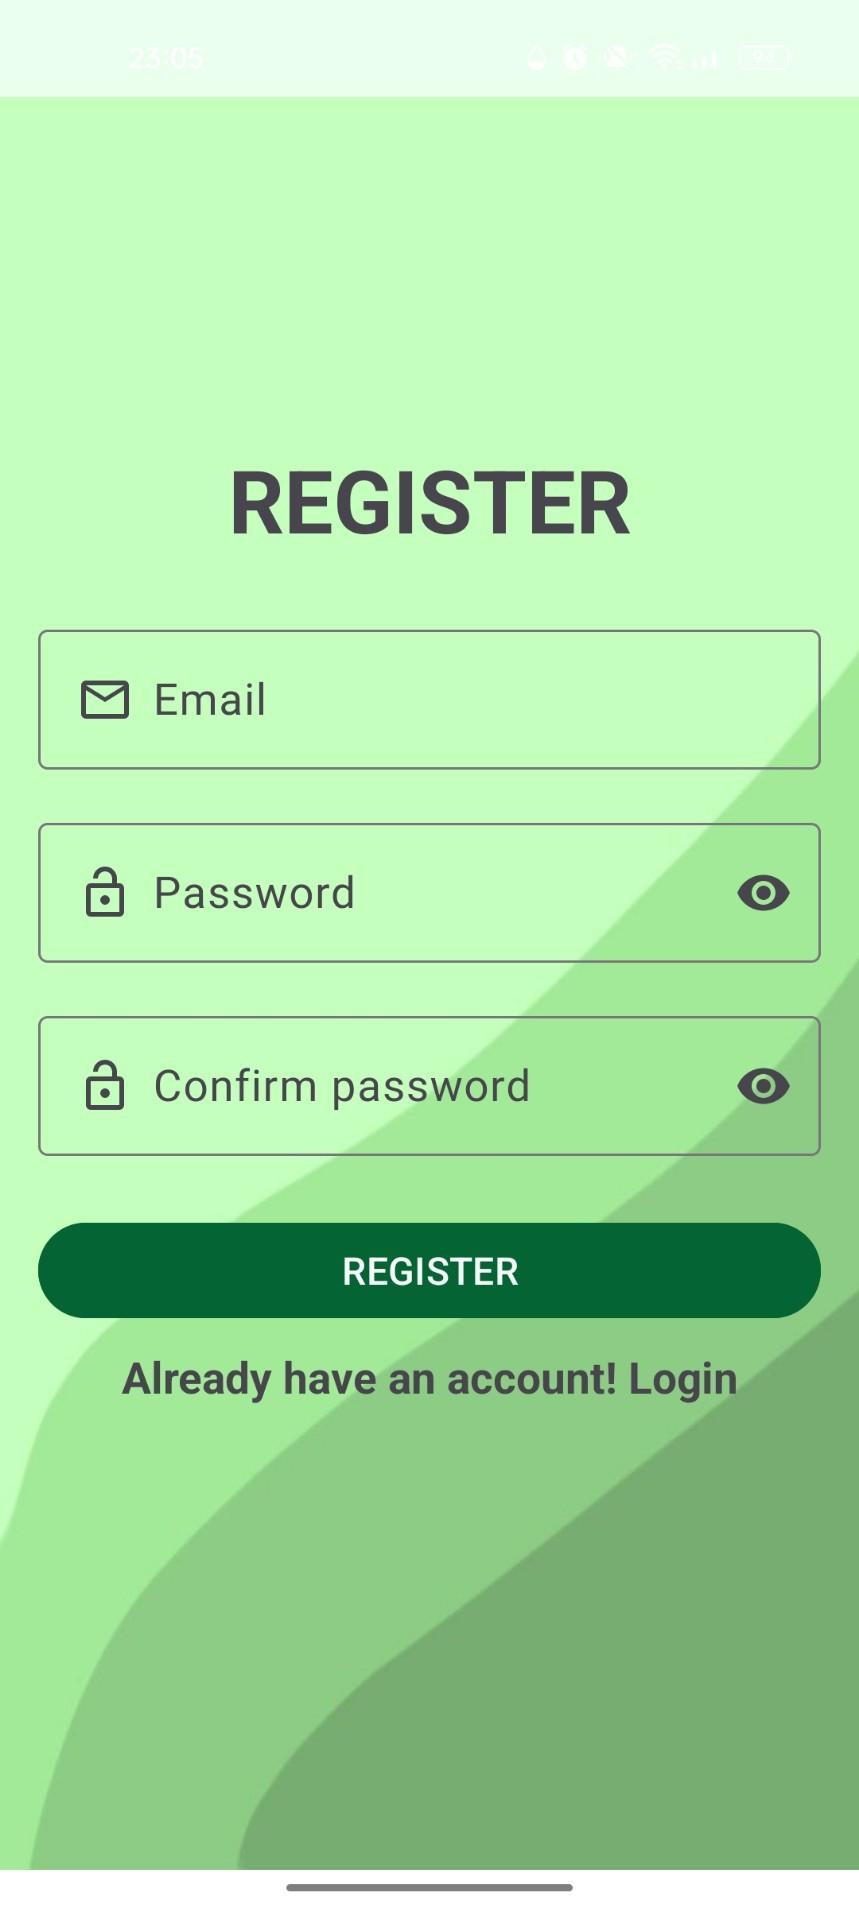 23:05
REGISTER
Email
Password
Confirm password
REGISTER
Already have an account! Login